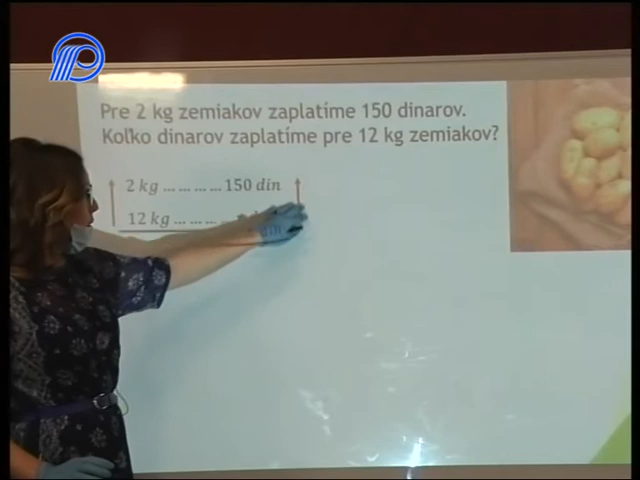 Pre 2 kg zemiakov zaplatíme 150 dinarov.
Koľko dinarov zaplatíme pre 12 kg zemiakov?
2 kg ... ... ... ... 150 din
12 kg ... ... ...